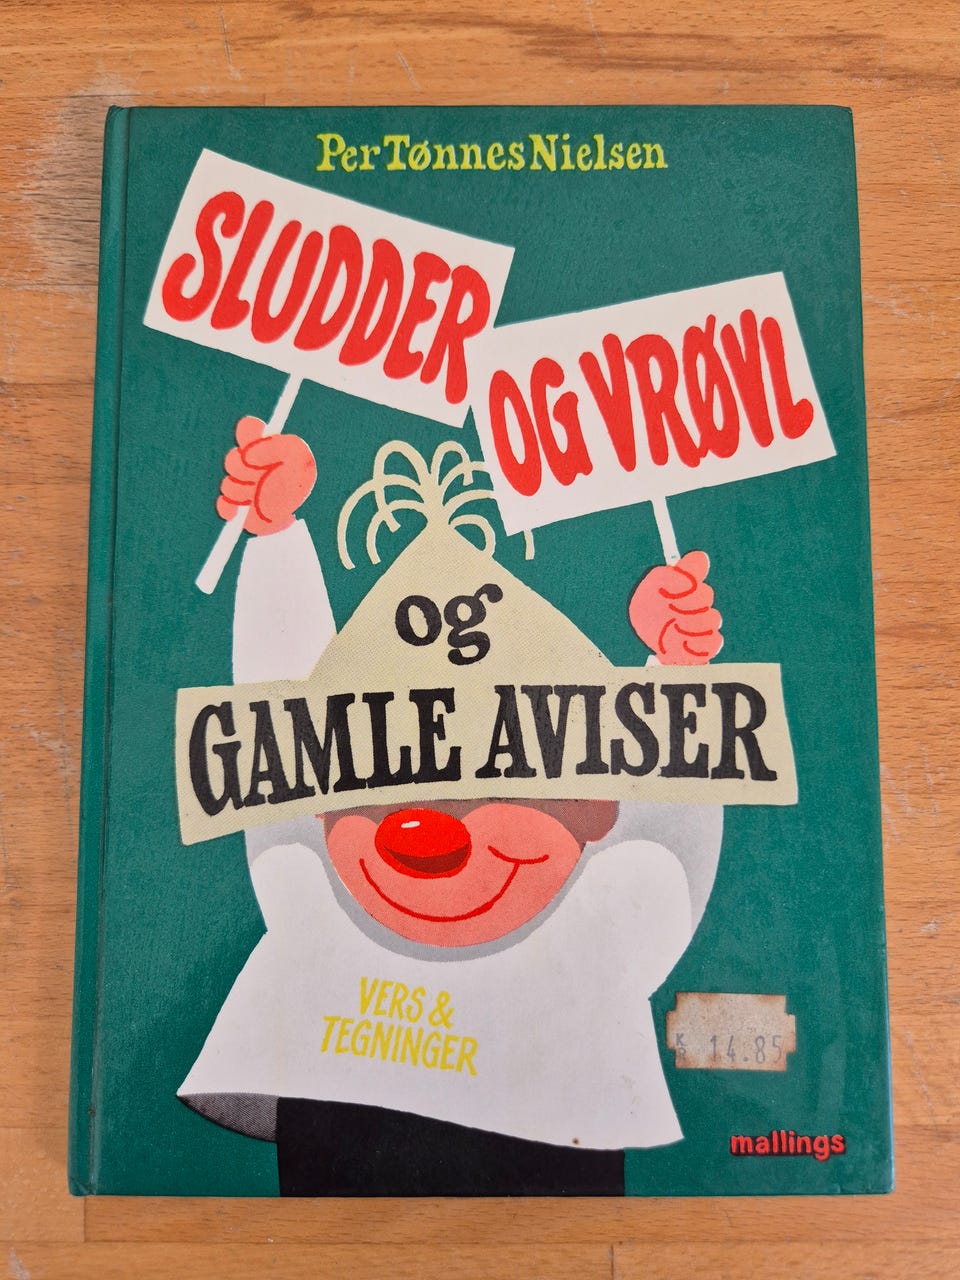 Per Tønnes Nielsen
SLUDDER
OG VRØVL
og
GAMLE AVISER
VERS &
TEGNINGER
KR 14.85
mallings